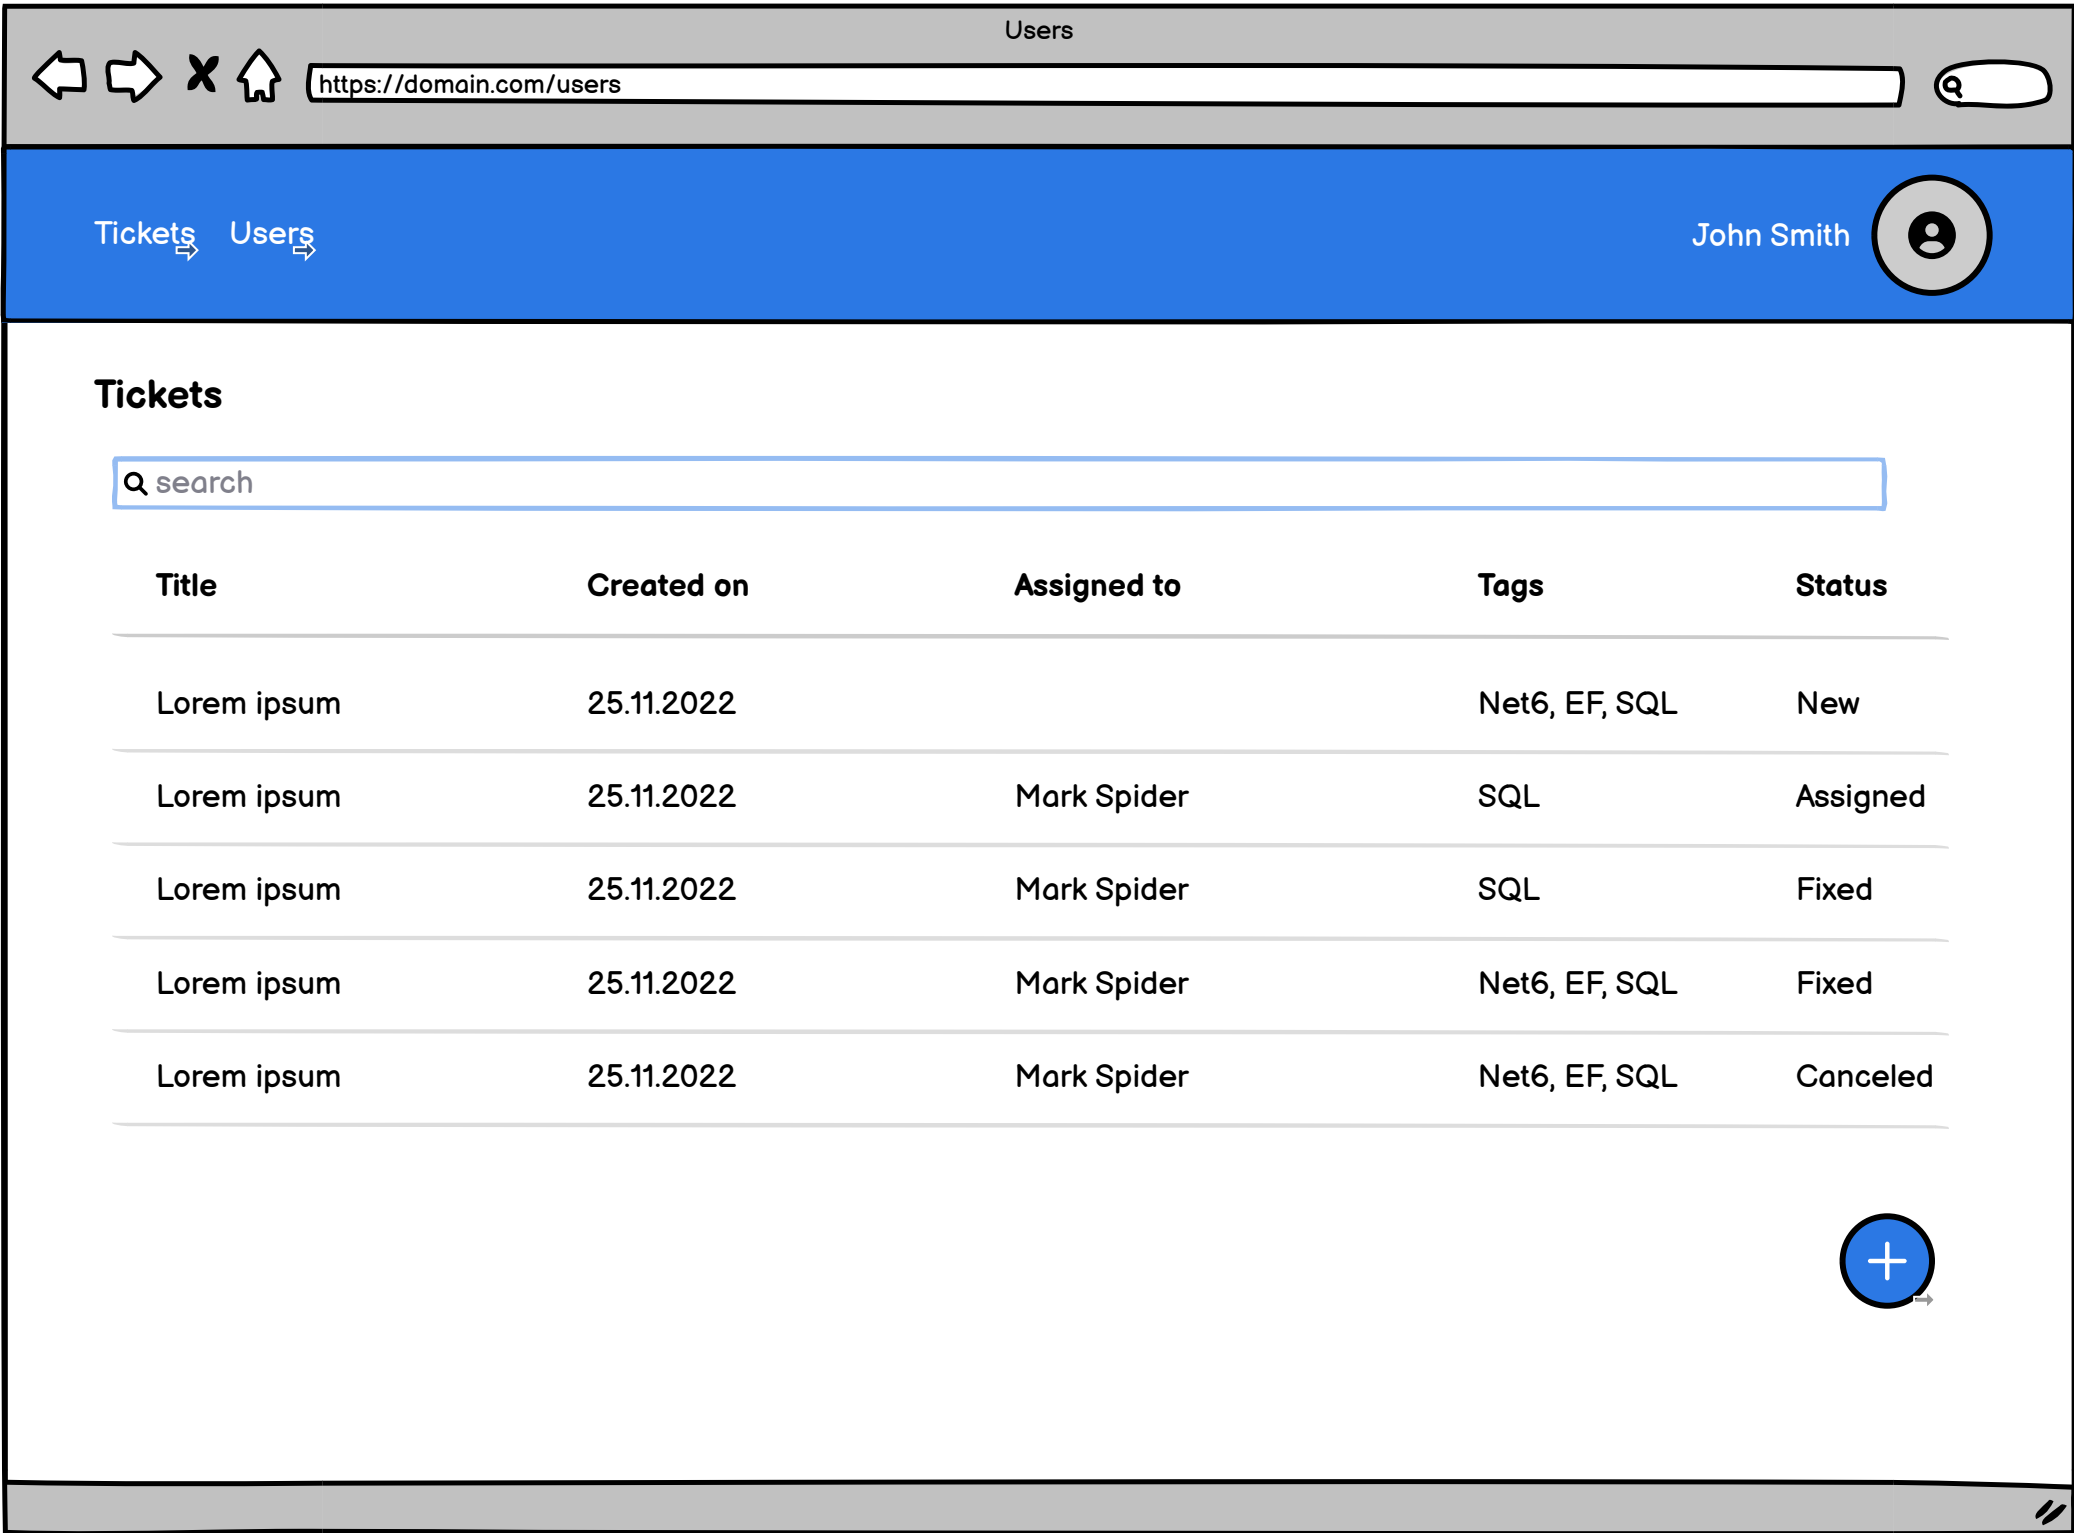 Users
https://domain.com/users
Tickets Users John Smith
Tickets
search
Title Created on Assigned to Tags Status
Lorem ipsum 25.11.2022 Net6, EF, SQL New
Lorem ipsum 25.11.2022 Mark Spider SQL Assigned
Lorem ipsum 25.11.2022 Mark Spider SQL Fixed
Lorem ipsum 25.11.2022 Mark Spider Net6, EF, SQL Fixed
Lorem ipsum 25.11.2022 Mark Spider Net6, EF, SQL Canceled